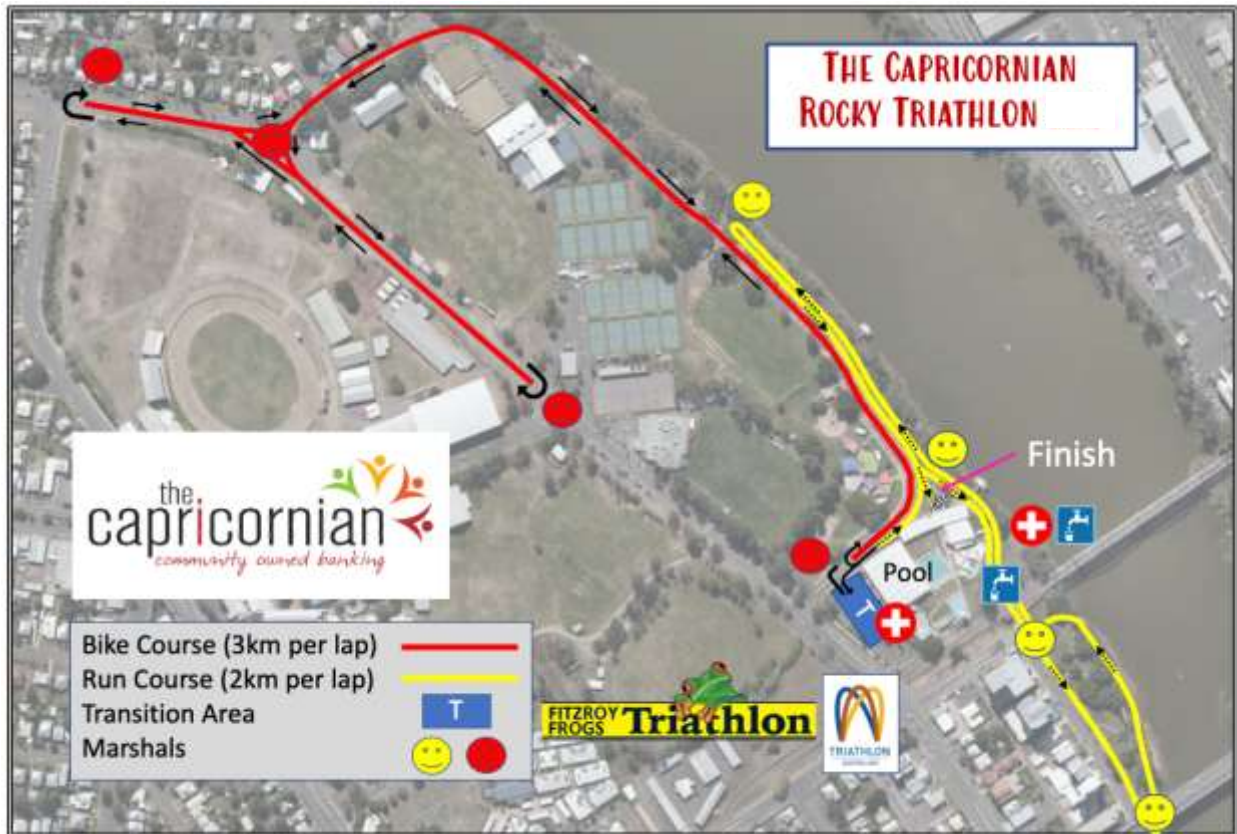 THE CAPRICORNIAN
ROCKY TRIATHLON
Finish
Pool
T
the
capricornian
community owned banking
Bike Course (3km per lap)
Run Course (2km per lap)
Transition Area
T
Marshals
FITZROY
FROGS
Triathlon
TRIATHLON